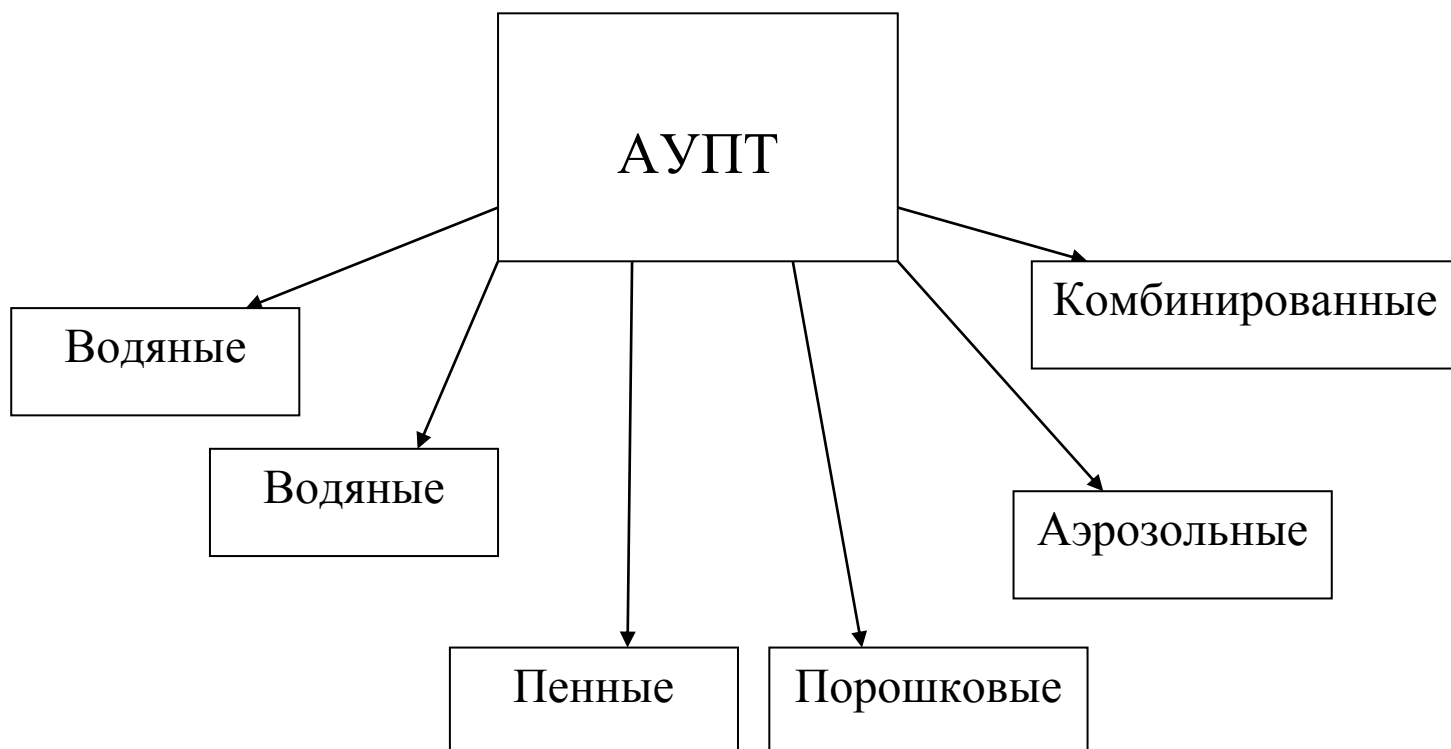 АУПТ
Комбинированные
Водяные
Водяные
Аэрозольные
Пенные
Порошковые